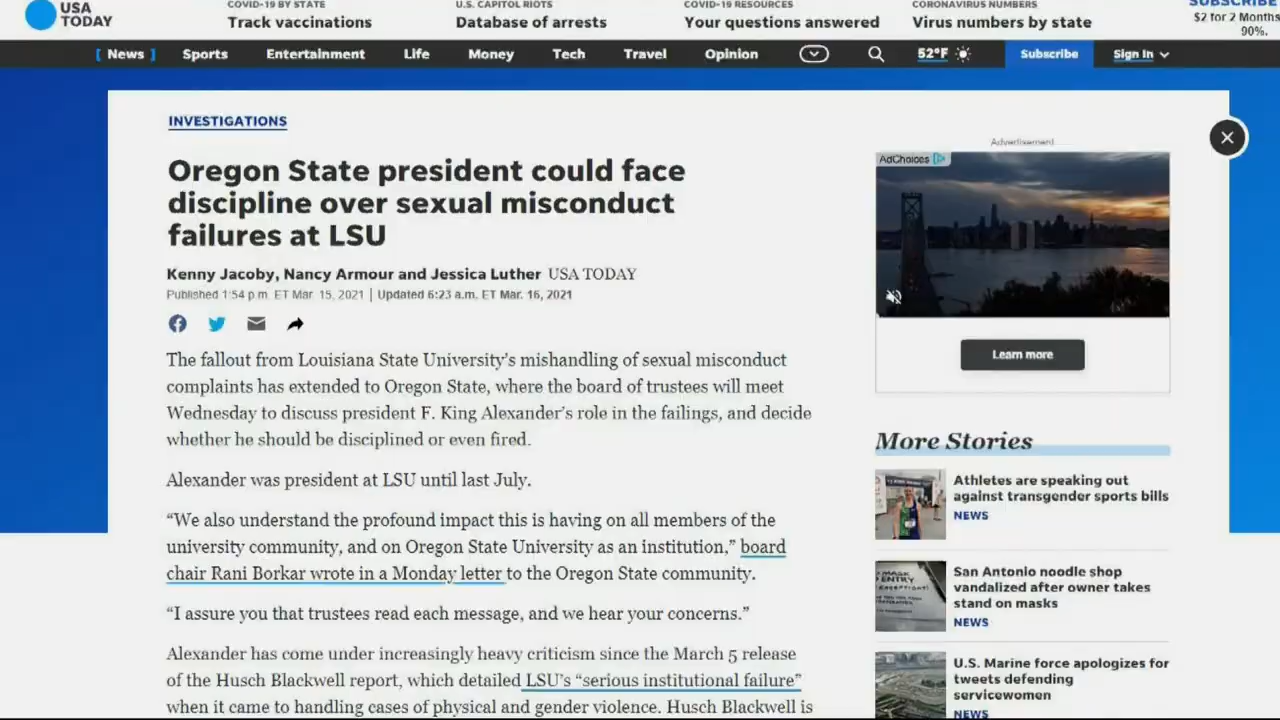 USA
TODAY
COVID-19 BY STATE
Track vaccinations
U.S. CAPITOL RIOTS
Database of arrests
COVID-19 RESOURCES
Your questions answered
CORONAVIRUS NUMBERS
Virus numbers by state
SUBSCRIBE
$2 for 2 Months
90%.
[ News ] Sports Entertainment Life Money Tech Travel Opinion 52°F Subscribe Sign In
INVESTIGATIONS
Oregon State president could face
discipline over sexual misconduct
failures at LSU
Kenny Jacoby, Nancy Armour and Jessica Luther USA TODAY
Published 1:54 p.m. ET Mar. 15, 2021 | Updated 6:23 a.m. ET Mar. 16, 2021
The fallout from Louisiana State University's mishandling of sexual misconduct
complaints has extended to Oregon State, where the board of trustees will meet
Wednesday to discuss president F. King Alexander's role in the failings, and decide
whether he should be disciplined or even fired.
Alexander was president at LSU until last July.
“We also understand the profound impact this is having on all members of the
university community, and on Oregon State University as an institution,” board
chair Rani Borkar wrote in a Monday letter to the Oregon State community.
“I assure you that trustees read each message, and we hear your concerns.”
Alexander has come under increasingly heavy criticism since the March 5 release
of the Husch Blackwell report, which detailed LSU's “serious institutional failure”
when it came to handling cases of physical and gender violence. Husch Blackwell is
Advertisement
AdChoices
Learn more
More Stories
Athletes are speaking out
against transgender sports bills
NEWS
San Antonio noodle shop
vandalized after owner takes
stand on masks
NEWS
U.S. Marine force apologizes for
tweets defending
servicewomen
NEWS